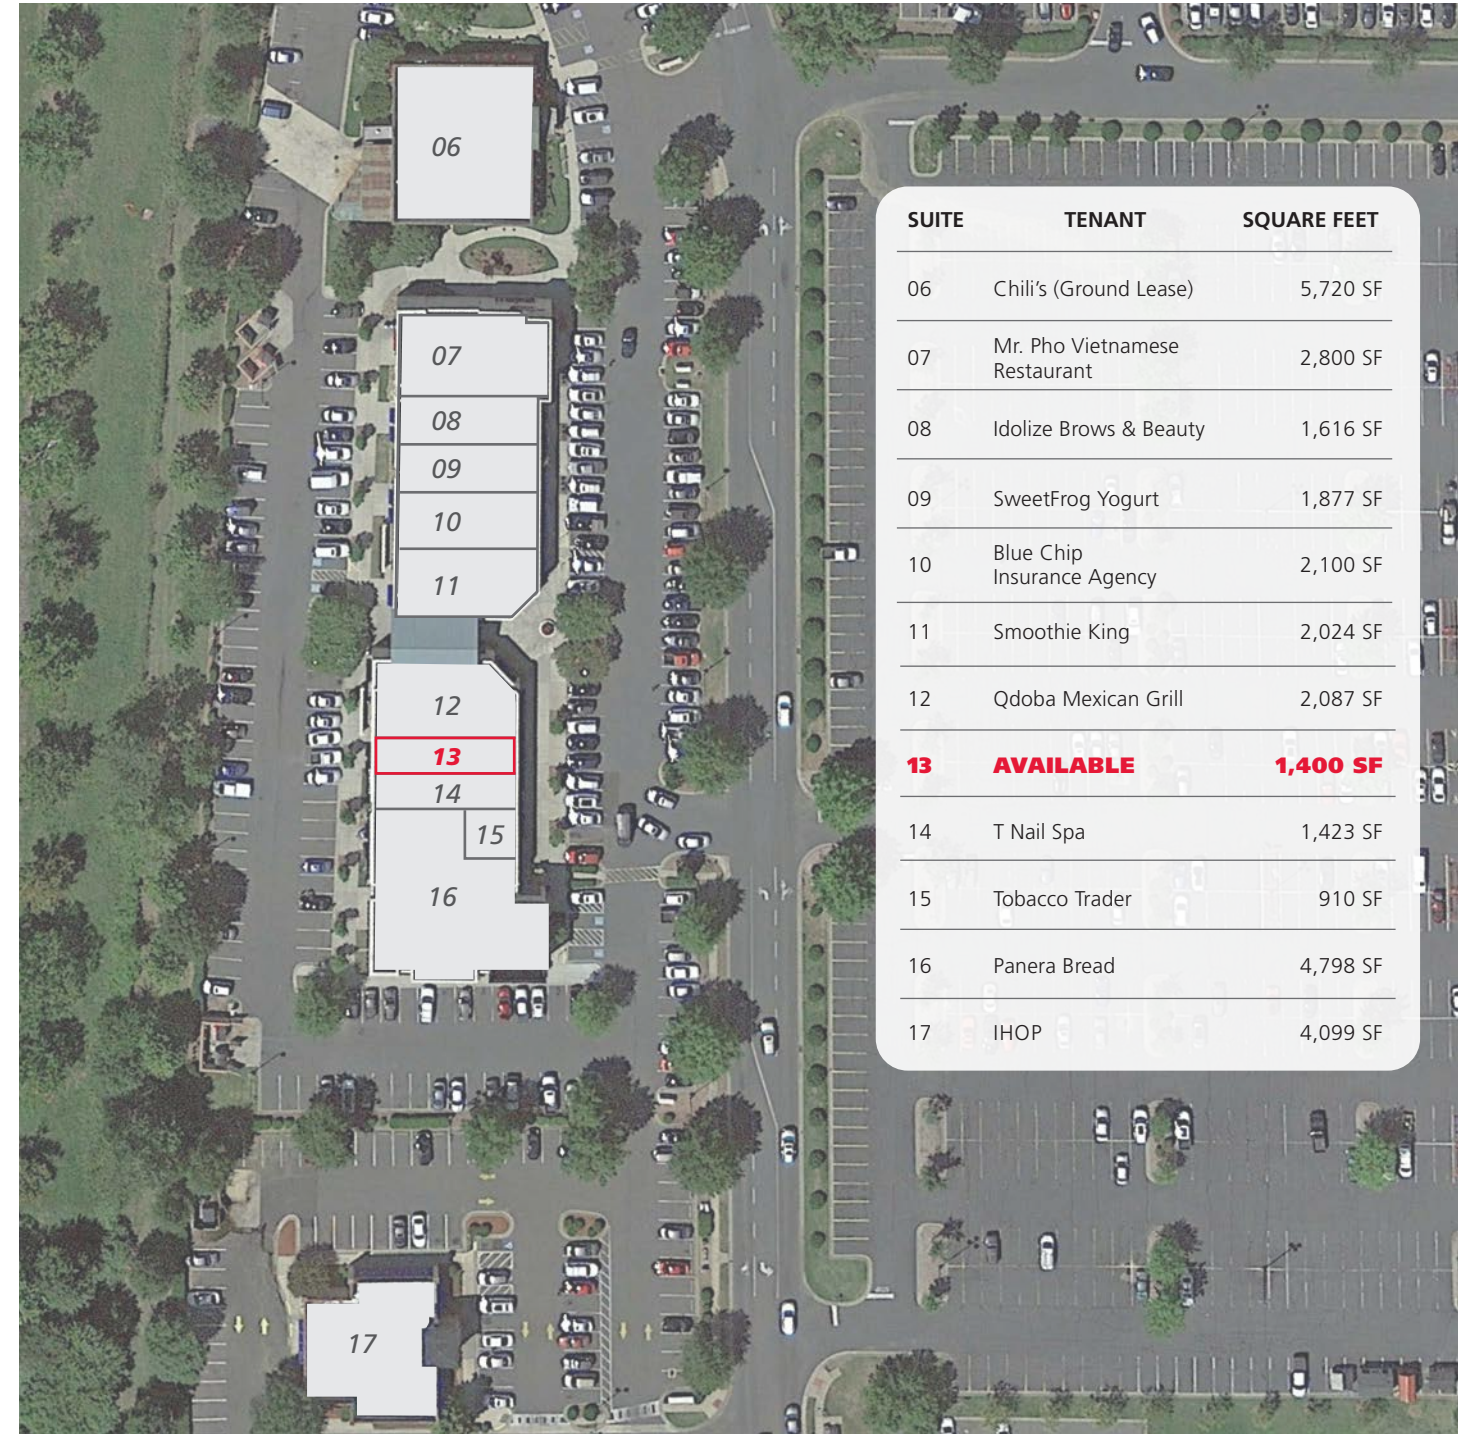 06
07
08
09
10
11
12
13
14
15
16
17
SUITE TENANT SQUARE FEET
06 Chili’s (Ground Lease) 5,720 SF
07 Mr. Pho Vietnamese
Restaurant 2,800 SF
08 Idolize Brows & Beauty 1,616 SF
09 SweetFrog Yogurt 1,877 SF
10 Blue Chip
Insurance Agency 2,100 SF
11 Smoothie King 2,024 SF
12 Qdoba Mexican Grill 2,087 SF
13 AVAILABLE 1,400 SF
14 T Nail Spa 1,423 SF
15 Tobacco Trader 910 SF
16 Panera Bread 4,798 SF
17 IHOP 4,099 SF